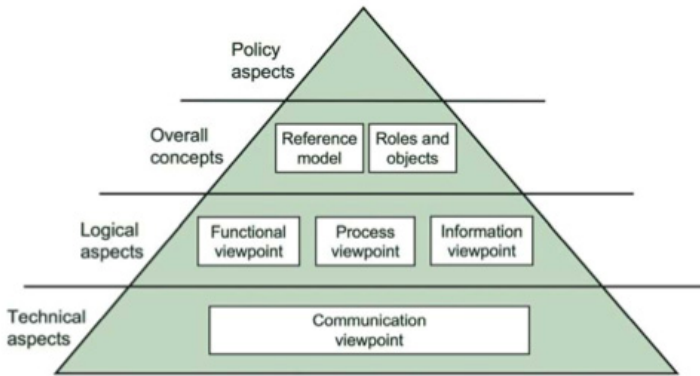 Policy
aspects
Overall
concepts
Reference
model
Roles and
objects
Logical
aspects
Functional
viewpoint
Process
viewpoint
Information
viewpoint
Technical
aspects
Communication
viewpoint